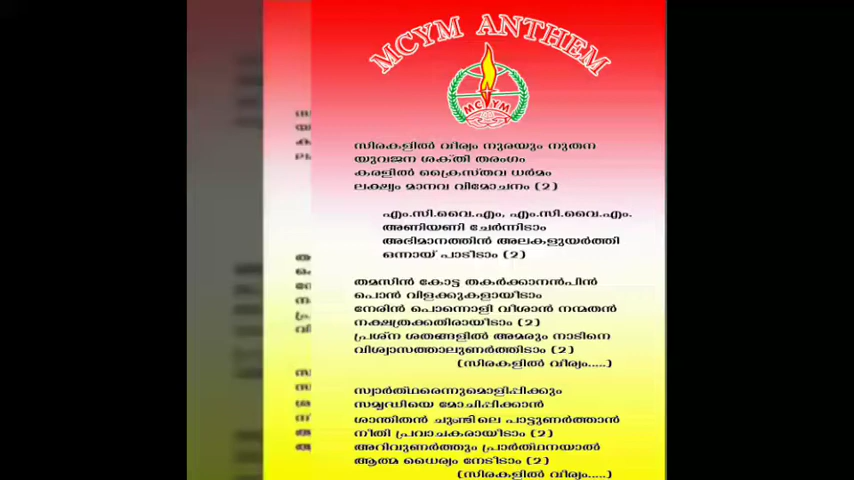 MCYM ANTHEM
MCYM
സിരകളിൽ വീര്യം നുരയും നൂതന
യുവജന ശക്തി തരംഗം
കരളിൽ ക്രൈസ്തവ ധർമം
ലക്ഷ്യം മാനവ വിമോചനം (2)
എം.സി.വൈ.എം, എം.സി.വൈ.എം.
അണിയണി ചേർന്നിടാം
അഭിമാനത്തിൻ അലകളുയർത്തി
ഒന്നായ് പാടീടാം (2)
തമസിൻ കോട്ട തകർക്കാനൻപിൻ
പൊൻ വിളക്കുകളായീടാം
നേരിൻ പൊന്നൊളി വീശാൻ നന്മതൻ
നക്ഷത്രക്കതിരായീടാം (2)
പ്രശ്ന ശതങ്ങളിൽ അമരും നാടിനെ
വിശ്വാസത്താലുണർത്തിടാം (2)
(സിരകളിൽ വീര്യം.....)
സ്വാർത്ഥരെന്നുമൊളിപ്പിക്കും
സമൃദ്ധിയെ മോചിപ്പിക്കാൻ
ശാന്തിതൻ ചുണ്ടിലെ പാട്ടുണർത്താൻ
നീതി പ്രവാചകരായീടാം (2)
അറിവുണർത്തും പ്രാർത്ഥനയാൽ
ആത്മ ധൈര്യം നേടീടാം (2)
(സിരകളിൽ വീര്യം.....)